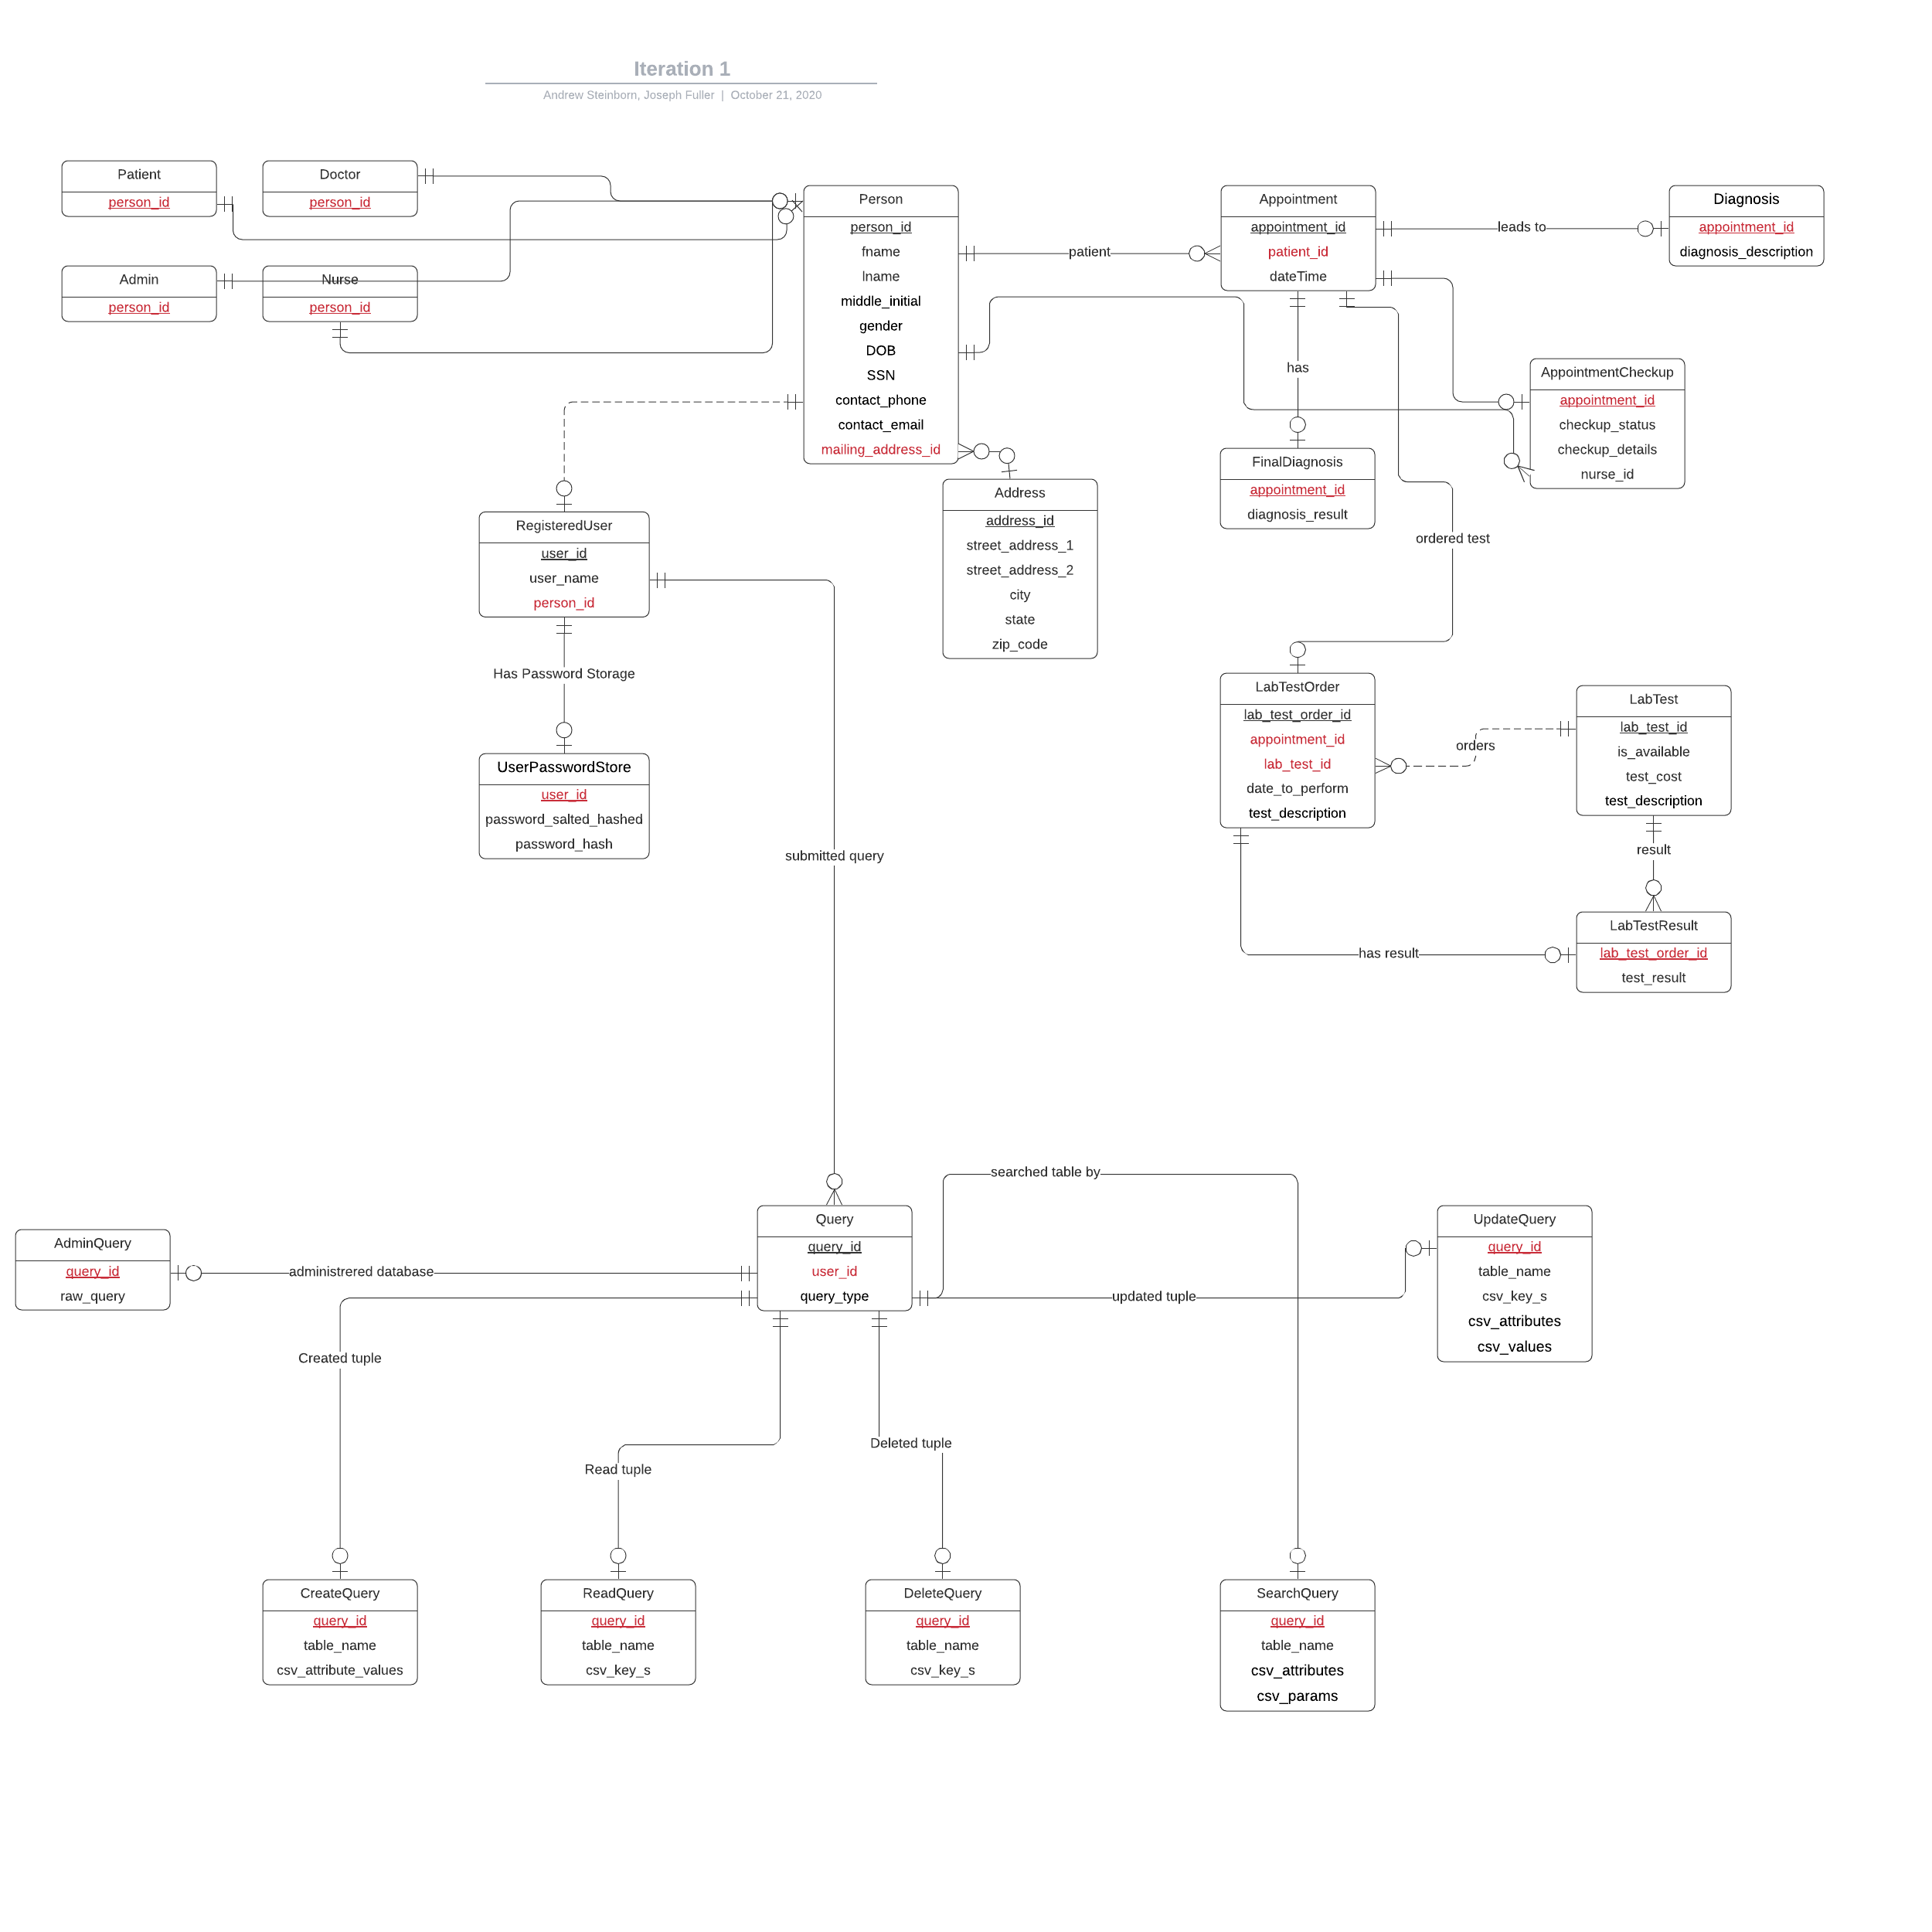 Iteration 1
Andrew Steinborn, Joseph Fuller | October 21, 2020
Patient
person_id
Doctor
person_id
Admin
person_id
Nurse
person_id
Person
person_id
fname
lname
middle_initial
gender
DOB
SSN
contact_phone
contact_email
mailing_address_id
patient
Appointment
appointment_id
patient_id
dateTime
leads to
Diagnosis
appointment_id
diagnosis_description
has
AppointmentCheckup
appointment_id
checkup_status
checkup_details
nurse_id
FinalDiagnosis
appointment_id
diagnosis_result
Address
address_id
street_address_1
street_address_2
city
state
zip_code
RegisteredUser
user_id
user_name
person_id
Has Password Storage
UserPasswordStore
user_id
password_salted_hashed
password_hash
ordered test
LabTestOrder
lab_test_order_id
appointment_id
lab_test_id
date_to_perform
test_description
orders
LabTest
lab_test_id
is_available
test_cost
test_description
result
LabTestResult
lab_test_order_id
test_result
has result
submitted query
searched table by
Query
query_id
user_id
query_type
AdminQuery
query_id
raw_query
administrered database
updated tuple
UpdateQuery
query_id
table_name
csv_key_s
csv_attributes
csv_values
Created tuple
Read tuple
Deleted tuple
CreateQuery
query_id
table_name
csv_attribute_values
ReadQuery
query_id
table_name
csv_key_s
DeleteQuery
query_id
table_name
csv_key_s
SearchQuery
query_id
table_name
csv_attributes
csv_params